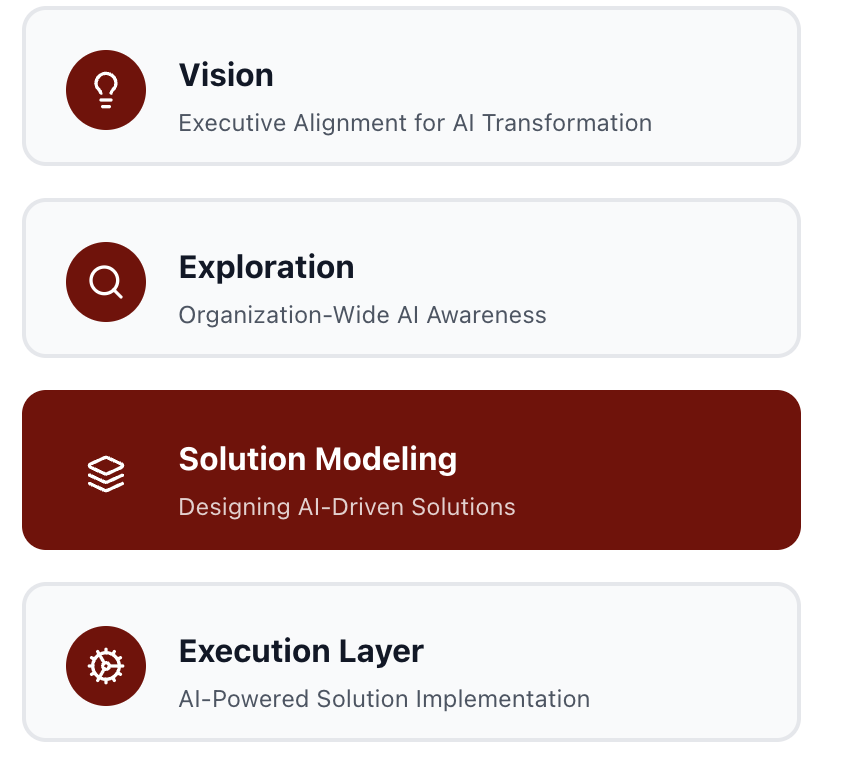 Vision
Executive Alignment for AI Transformation
Exploration
Organization-Wide AI Awareness
Solution Modeling
Designing AI-Driven Solutions
Execution Layer
AI-Powered Solution Implementation